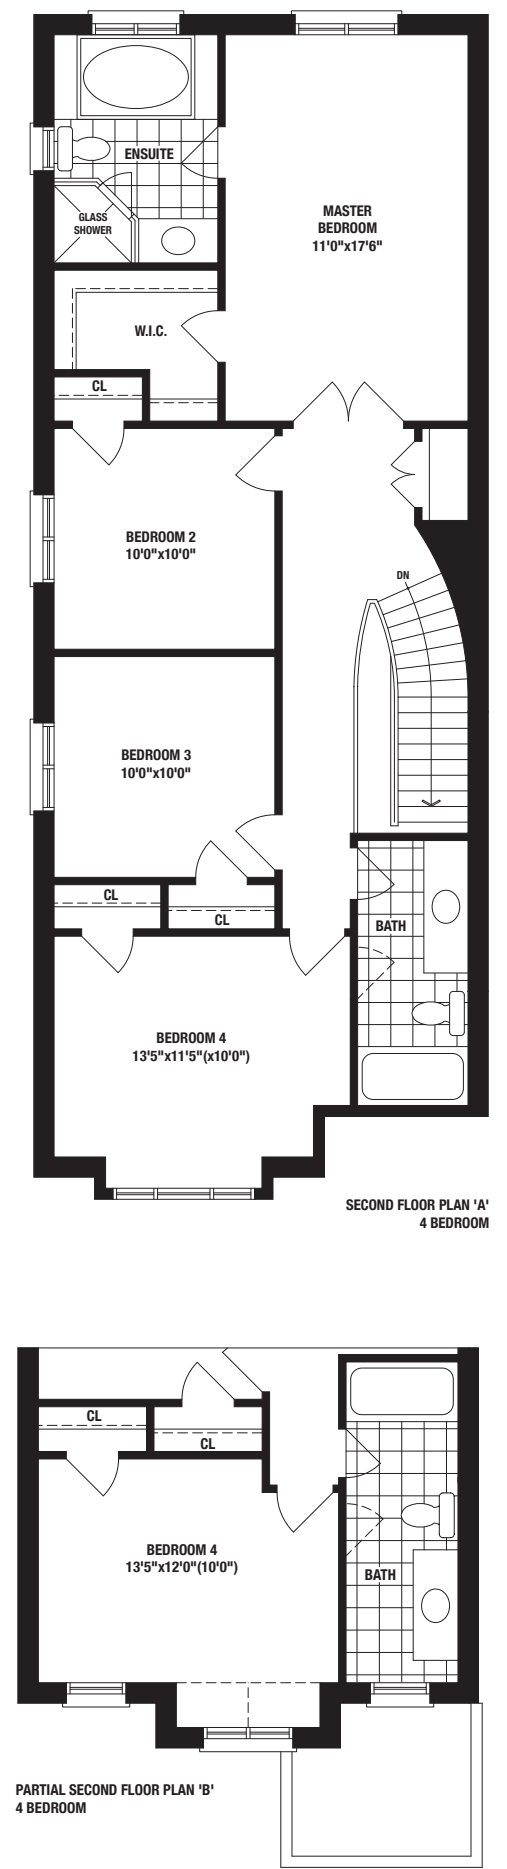 ENSUITE
GLASS
SHOWER
MASTER
BEDROOM
11'0"x17'6"
W.I.C.
CL
BEDROOM 2
10'0"x10'0"
DN
BEDROOM 3
10'0"x10'0"
CL
CL
BATH
BEDROOM 4
13'5"x11'5"(x10'0")
SECOND FLOOR PLAN 'A'
4 BEDROOM
CL
CL
BEDROOM 4
13'5"x12'0"(10'0")
BATH
PARTIAL SECOND FLOOR PLAN 'B'
4 BEDROOM